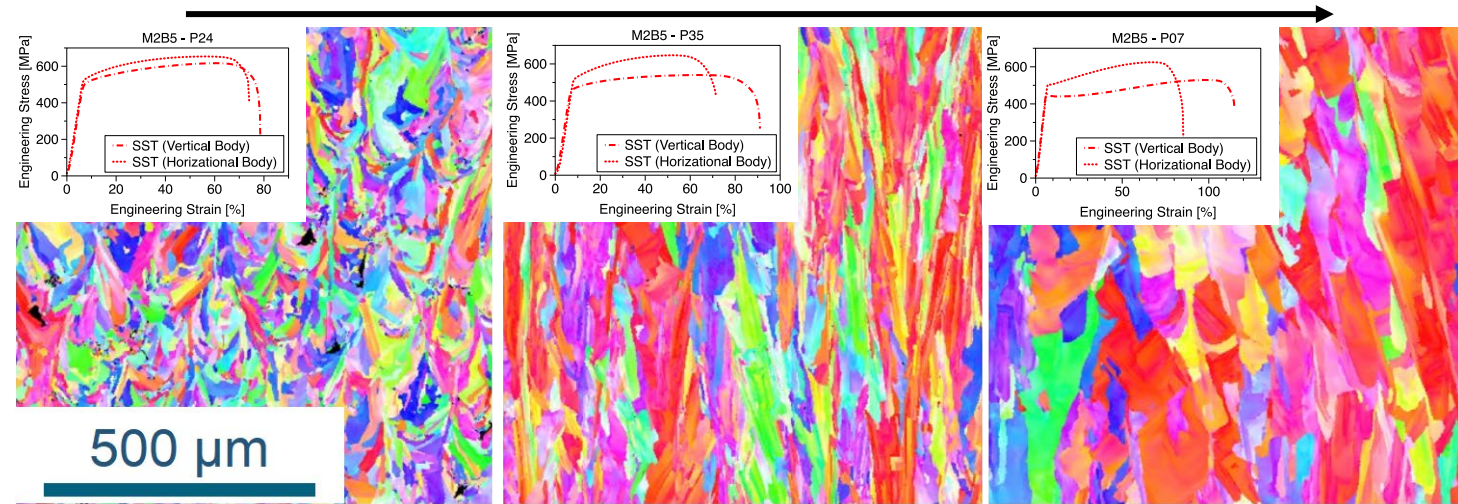 M2B5 - P24
Engineering Stress [MPa]
600
400
200
0
SST (Vertical Body)
SST (Horizational Body)
0 20 40 60 80
Engineering Strain [%]
M2B5 - P35
Engineering Stress [MPa]
600
400
200
0
SST (Vertical Body)
SST (Horizational Body)
0 20 40 60 80 100
Engineering Strain [%]
M2B5 - P07
Engineering Stress [MPa]
600
400
200
0
SST (Vertical Body)
SST (Horizational Body)
0 50 100
Engineering Strain [%]
500 µm